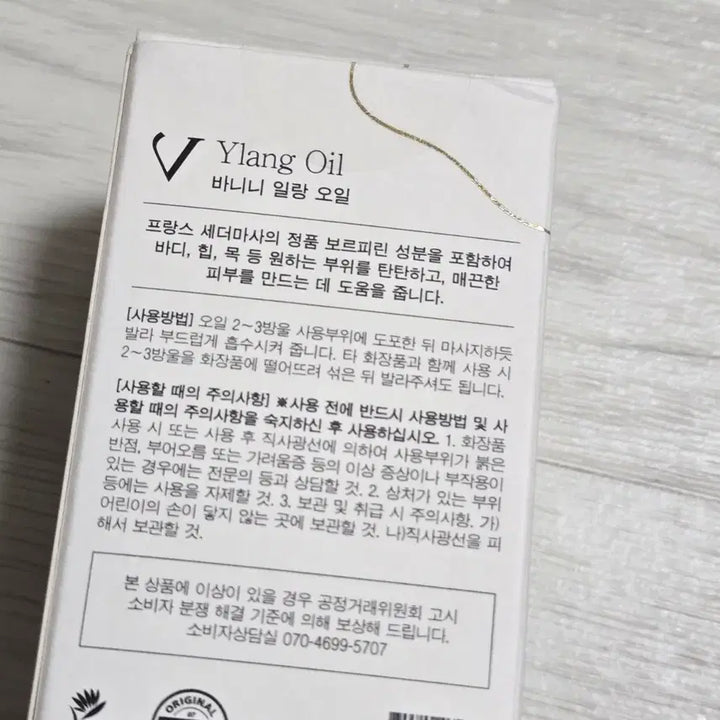 V Ylang Oil
바니니 일랑 오일
프랑스 세더마사의 정품 보르피린 성분을 포함하여
바디, 힙, 목 등 원하는 부위를 탄탄하고, 매끈한
피부를 만드는 데 도움을 줍니다.
[사용방법] 오일 2~3방울 사용부위에 도포한 뒤 마사지하듯
발라 부드럽게 흡수시켜 줍니다. 타 화장품과 함께 사용 시
2~3방울을 화장품에 떨어뜨려 섞은 뒤 발라주셔도 됩니다.
[사용할 때의 주의사항] ※사용 전에 반드시 사용방법 및 사
용할 때의 주의사항을 숙지하신 후 사용하십시오. 1. 화장품
사용 시 또는 사용 후 직사광선에 의하여 사용부위가 붉은
반점, 부어오름 또는 가려움증 등의 이상 증상이나 부작용이
있는 경우에는 전문의 등과 상담할 것. 2. 상처가 있는 부위
등에는 사용을 자제할 것. 3. 보관 및 취급 시 주의사항. 가)
어린이의 손이 닿지 않는 곳에 보관할 것. 나)직사광선을 피
해서 보관할 것.
본 상품에 이상이 있을 경우 공정거래위원회 고시
소비자 분쟁 해결 기준에 의해 보상해 드립니다.
소비자상담실 070-4699-5707
ORIGINAL